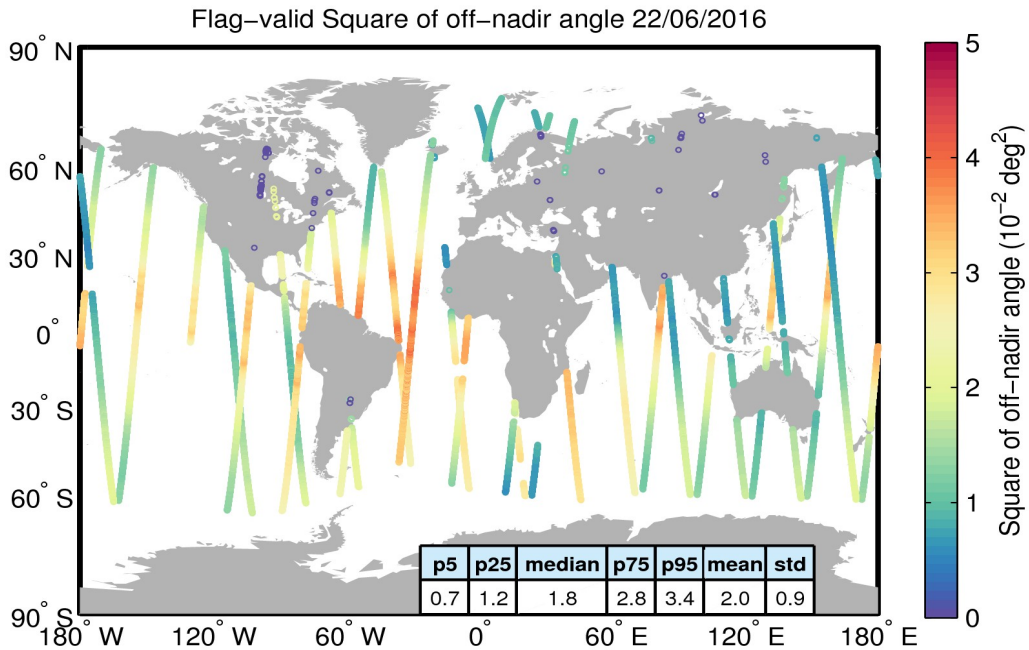 Flag−valid Square of off−nadir angle 22/06/2016
90° N
60° N
30° N
0°
30° S
60° S
90° S
180° W
120° W
60° W
0°
60° E
120° E
180° E
p5 p25 median p75 p95 mean std
0.7 1.2 1.8 2.8 3.4 2.0 0.9
5
4
3
2
1
0
Square of off−nadir angle (10⁻² deg²)